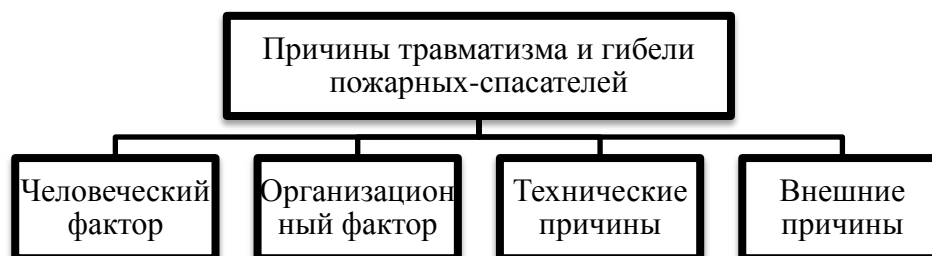 Причины травматизма и гибели
пожарных-спасателей
Человеческий
фактор
Организацион
ный фактор
Технические
причины
Внешние
причины